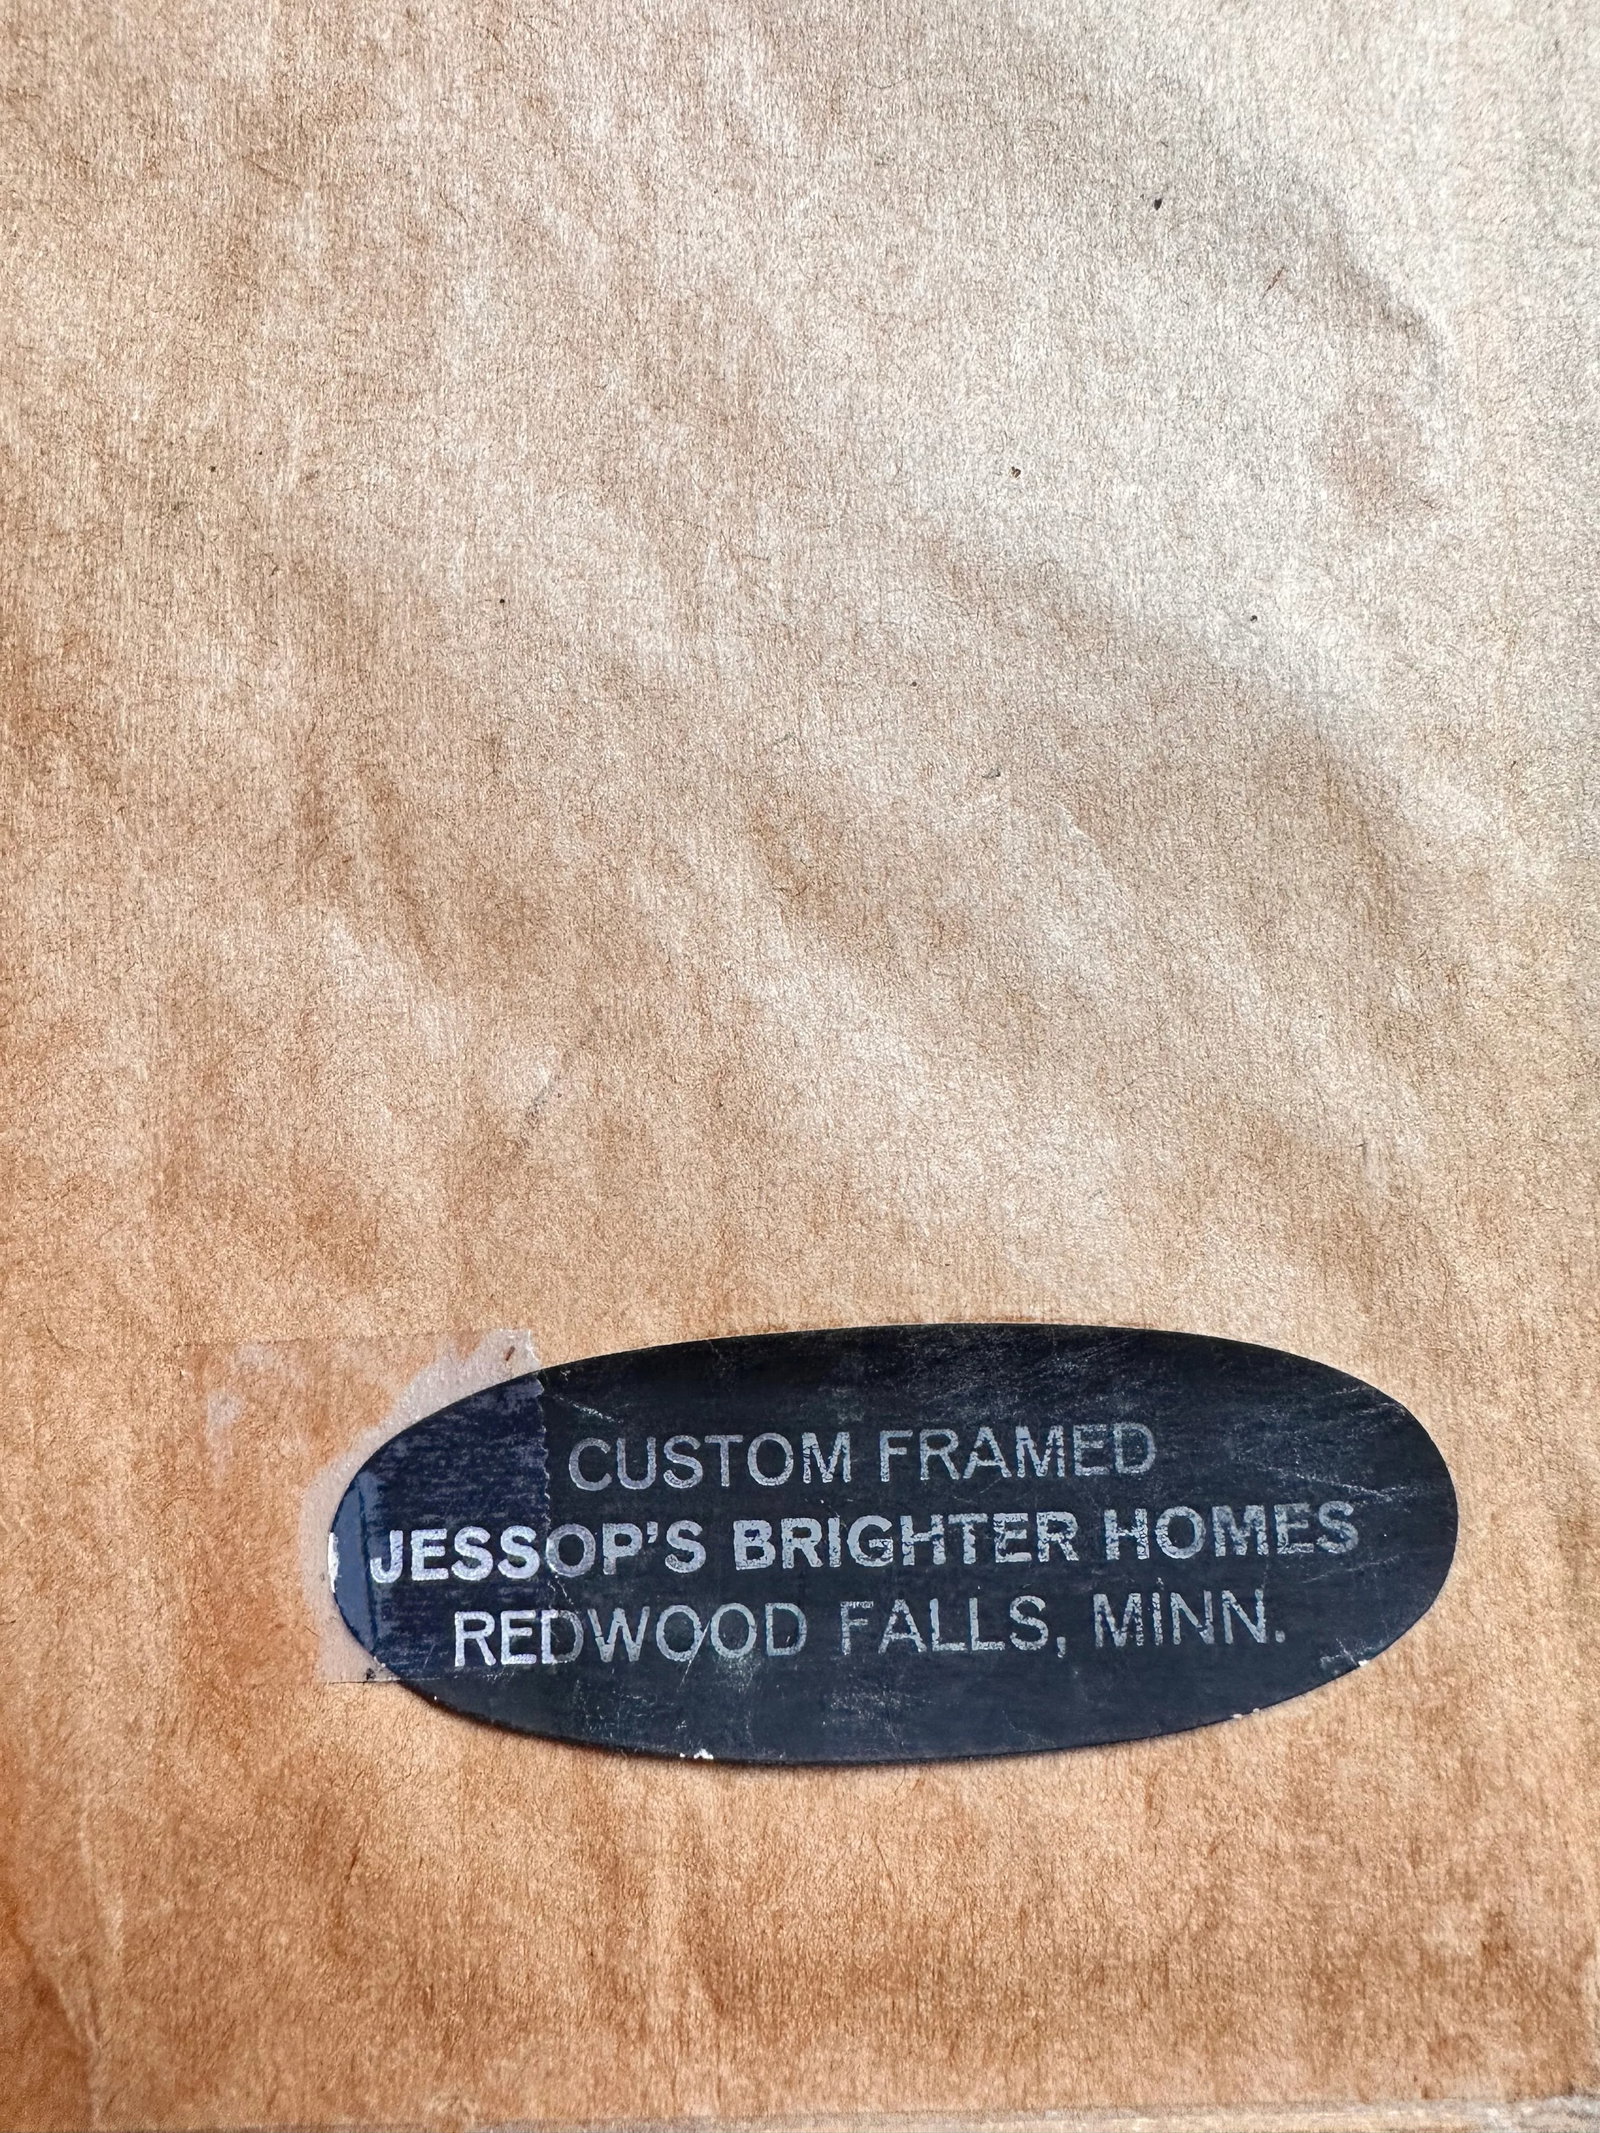 CUSTOM FRAMED
JESSOP'S BRIGHTER HOMES
REDWOOD FALLS, MINN.